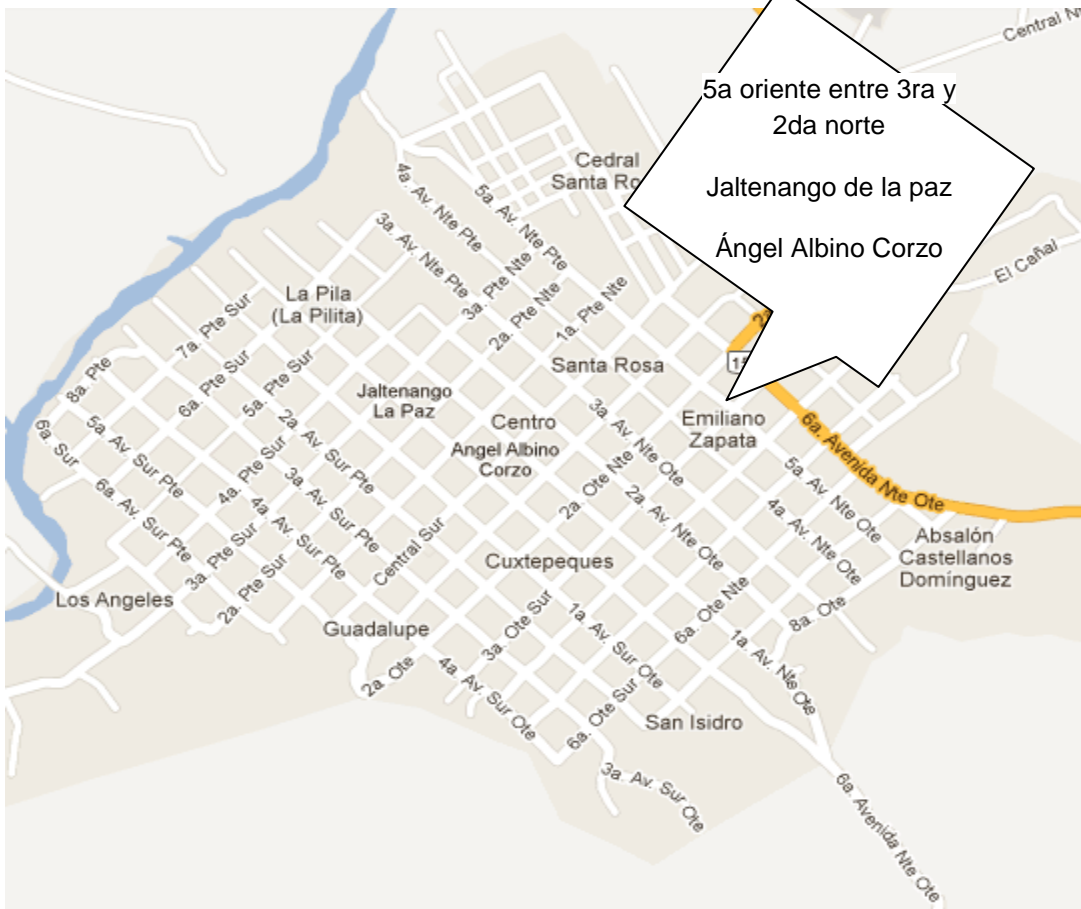 Central N
5a oriente entre 3ra y
2da norte
Jaltenango de la paz
Ángel Albino Corzo
Cedral
Santa Ro
4a. Av. Nte Pte
5a. Av. Nte Pte
3a. Av. Nte Pte
3a. Pte Nte
2a. Pte Nte
1a. Pte Nte
El Cañal
La Pila
(La Pilita)
7a. Pte Sur
8a. Pte
6a. Pte Sur
5a. Pte Sur
Santa Rosa
Jaltenango
La Paz
Centro
Angel Albino
Corzo
Emiliano
Zapata
6a. Avenida Nte Ote
6a. Sur
5a. Av. Sur Pte
2a. Av. Sur Pte
3a. Av. Nte Ote
2a. Ote Nte
4a. Pte Sur
3a. Av. Sur Pte
6a. Av. Sur Pte
4a. Av. Sur Pte
2a. Av. Nte Ote
5a. Av. Nte Ote
4a. Av. Nte Ote
Absalón
Castellanos
Domínguez
3a. Pte Sur
2a. Pte Sur
Central Sur
Cuxtepeques
Los Angeles
Guadalupe
3a. Ote Sur
1a. Av. Sur Ote
6a. Ote Nte
8a. Ote
1a. Av. Nte Ote
2a. Ote
4a. Av. Sur Ote
6a. Ote Sur
San Isidro
3a. Av. Sur Ote
6a. Avenida Nte Ote